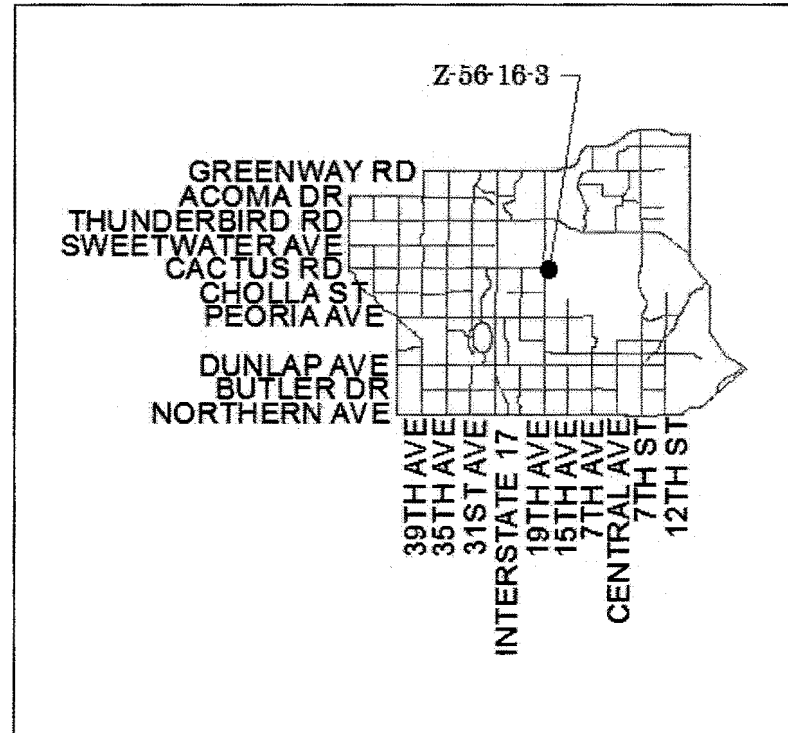 Z-56-16-3
GREENWAY RD
ACOMA DR
THUNDERBIRD RD
SWEETWATER AVE
CACTUS RD
CHOLLA ST
PEORIA AVE
DUNLAP AVE
BUTLER DR
NORTHERN AVE
39TH AVE
35TH AVE
31ST AVE
INTERSTATE 17
19TH AVE
15TH AVE
7TH AVE
CENTRAL AVE
7TH ST
12TH ST